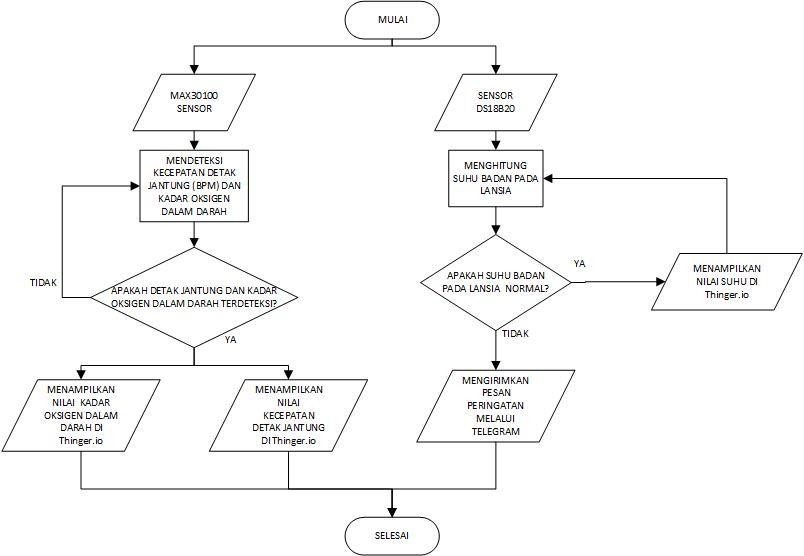 MULAI
MAX30100
SENSOR
SENSOR
DS18B20
MENDETEKSI
KECEPATAN DETAK
JANTUNG (BPM) DAN
KADAR OKSIGEN
DALAM DARAH
MENGHITUNG
SUHU BADAN PADA
LANSIA
TIDAK
APAKAH DETAK JANTUNG DAN KADAR
OKSIGEN DALAM DARAH TERDETEKSI?
YA
APAKAH SUHU BADAN
PADA LANSIA NORMAL?
YA
MENAMPILKAN
NILAI SUHU DI
Thinger.io
TIDAK
MENAMPILKAN
NILAI KADAR
OKSIGEN DALAM
DARAH DI
Thinger.io
MENAMPILKAN
NILAI
KECEPATAN
DETAK JANTUNG
DI Thinger.io
MENGIRIMKAN
PESAN
PERINGATAN
MELALUI
TELEGRAM
SELESAI